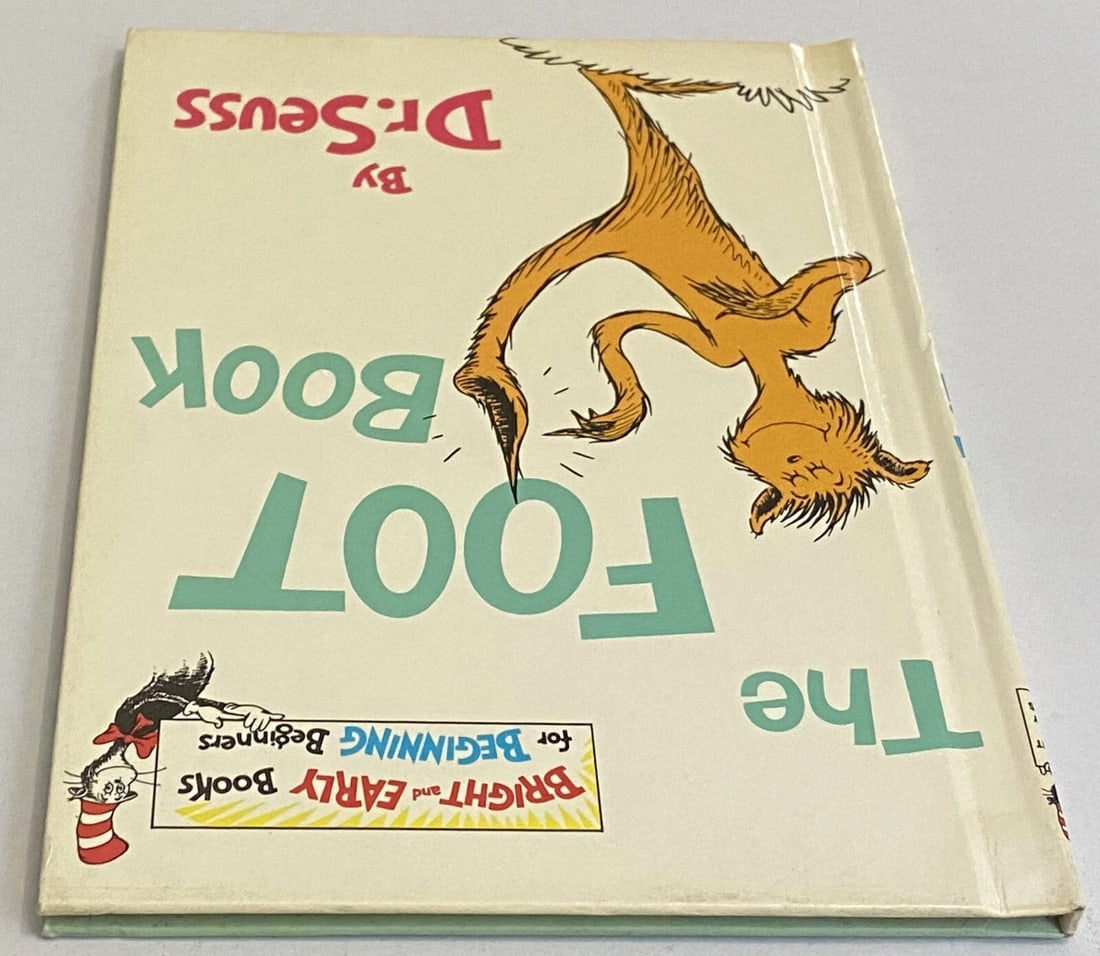 BRIGHT and EARLY Books
for BEGINNING Beginners
The
FOOT
BOOK
By
Dr. Seuss